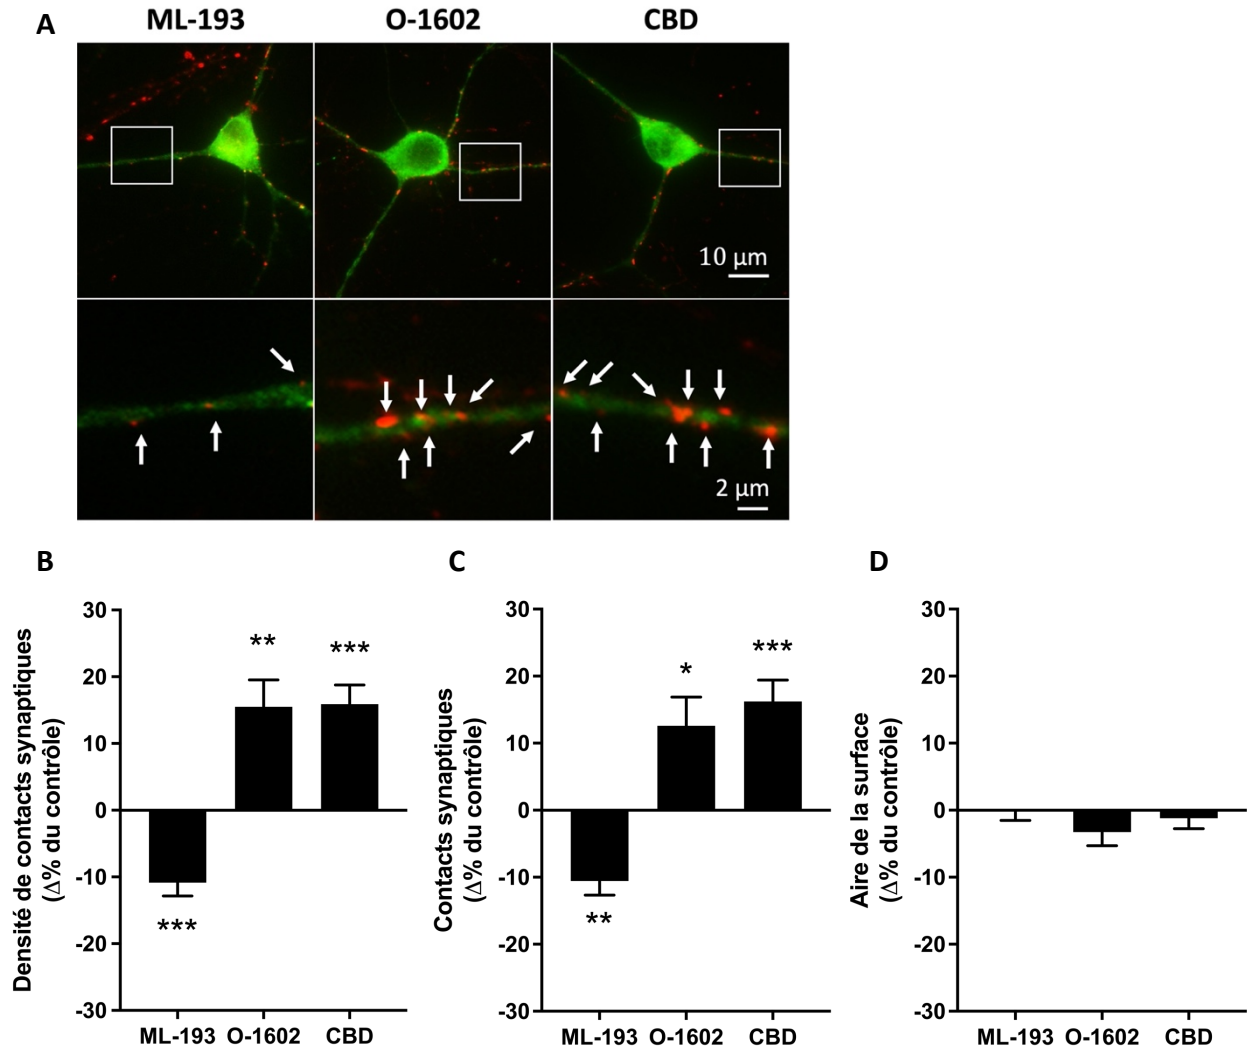 A
ML-193 O-1602 CBD
10 µm
2 µm
B
Densité de contacts synaptiques
(Δ% du contrôle)
30
20
10
0
-10
-20
-30
**
***
***
ML-193 O-1602 CBD
C
Contacts synaptiques
(Δ% du contrôle)
30
20
10
0
-10
-20
-30
*
***
**
ML-193 O-1602 CBD
D
Aire de la surface
(Δ% du contrôle)
30
20
10
0
-10
-20
-30
ML-193 O-1602 CBD